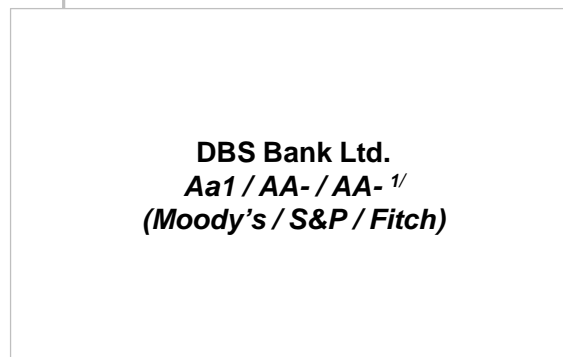 DBS Bank Ltd.
Aa1 / AA- / AA- 1/
(Moody's / S&P / Fitch)